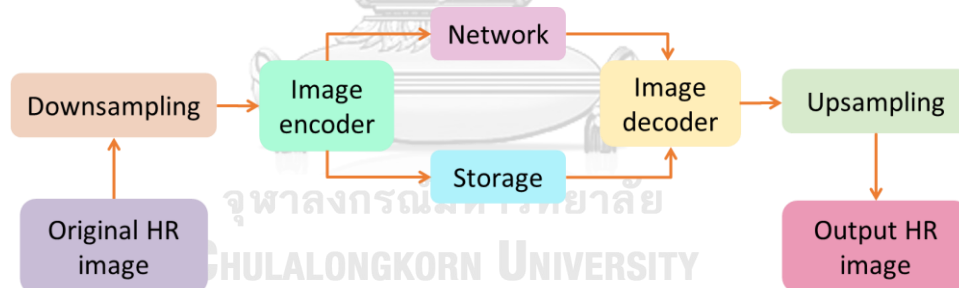 Network
Downsampling
Image
encoder
Image
decoder
Upsampling
Storage
จุฬาลงกรณ์มหาวิทยาลัย
CHULALONGKORN UNIVERSITY
Original HR
image
Output HR
image